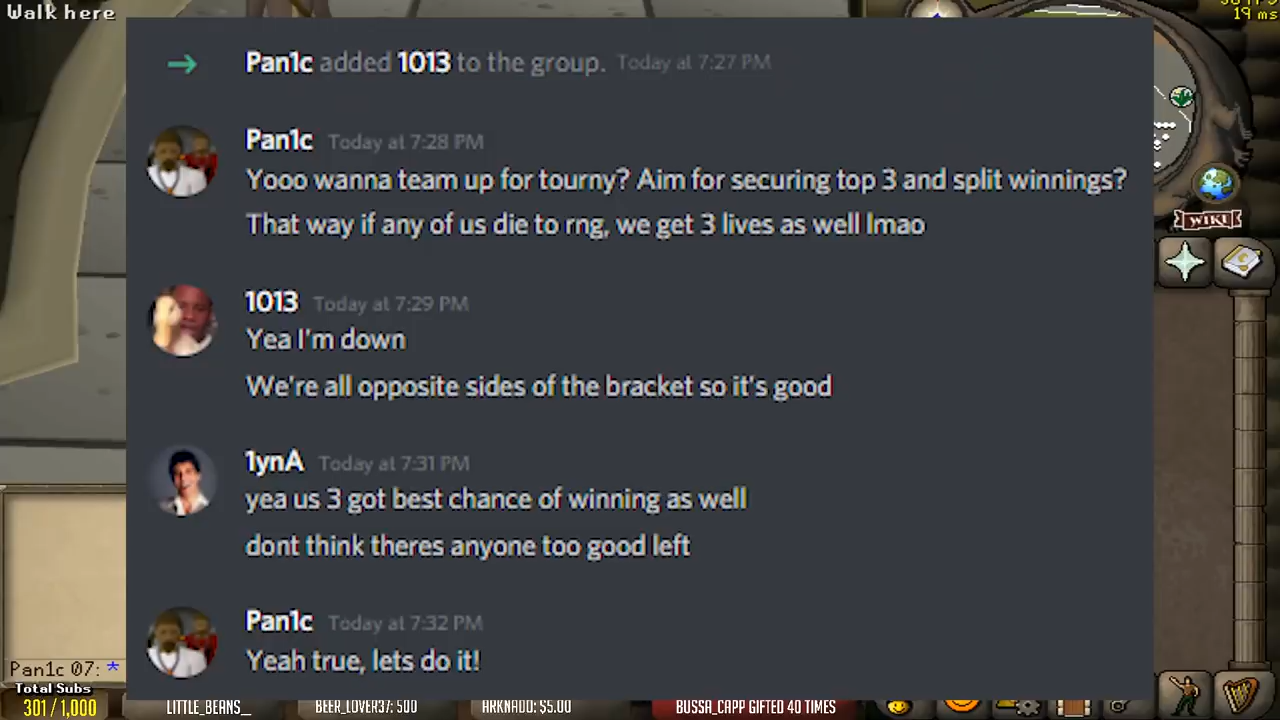 Walk here
19 ms
→ Pan1c added 1013 to the group. Today at 7:27 PM
Pan1c Today at 7:28 PM
Yooo wanna team up for tourny? Aim for securing top 3 and split winnings?
That way if any of us die to rng, we get 3 lives as well lmao
WIKI
1013 Today at 7:29 PM
Yea I'm down
We're all opposite sides of the bracket so it's good
1ynA Today at 7:31 PM
yea us 3 got best chance of winning as well
dont think theres anyone too good left
Pan1c Today at 7:32 PM
Yeah true, lets do it!
Pan1c 07: *
Total Subs
301 / 1,000 LITTLE_BEANS_ BEER_LOVER37: 500 ARKNADO: $5.00 BUSSA_CAPP GIFTED 40 TIMES